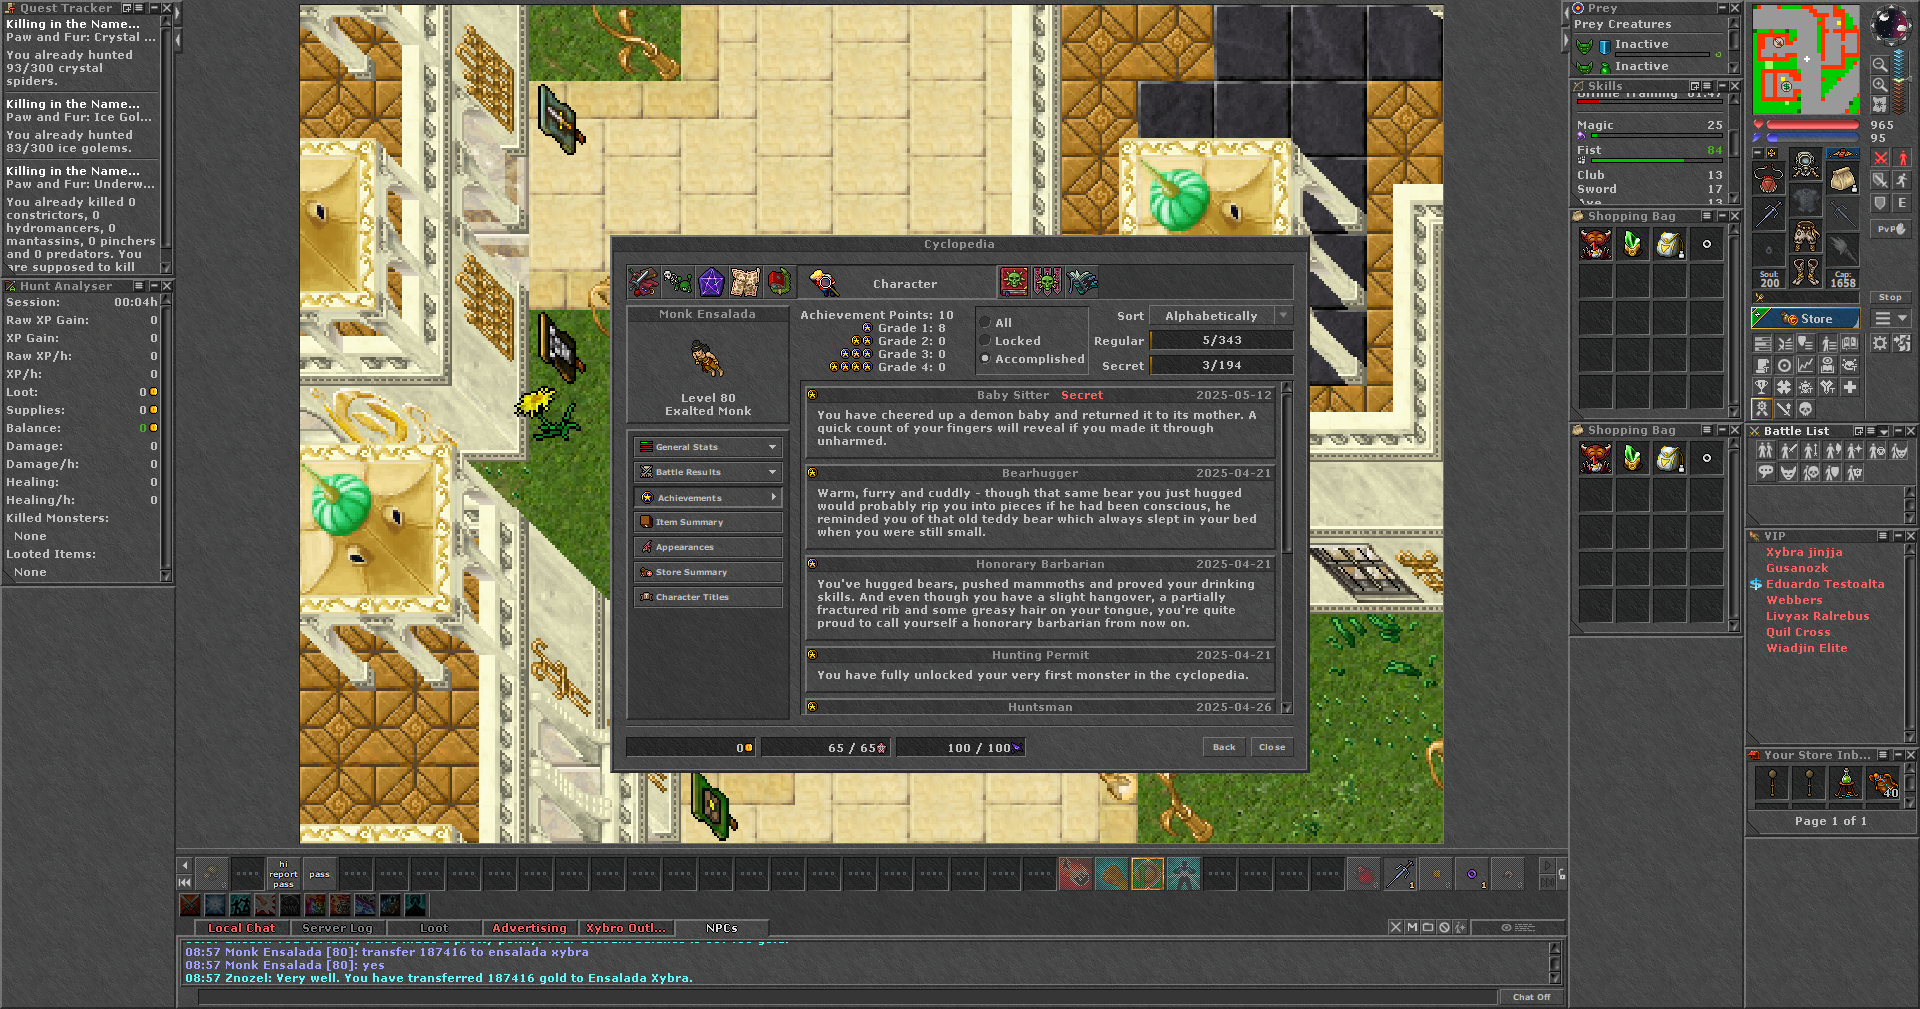 Quest Tracker
Killing in the Name...
Paw and Fur: Crystal ...
You already hunted
93/300 crystal
spiders.
Killing in the Name...
Paw and Fur: Ice Gol...
You already hunted
83/300 ice golems.
Killing in the Name...
Paw and Fur: Underw...
You already killed 0
constrictors, 0
hydromancers, 0
mantassins, 0 pinchers
and 0 predators. You
are supposed to kill
Hunt Analyser
Session: 00:04h
Raw XP Gain: 0
XP Gain: 0
Raw XP/h: 0
XP/h: 0
Loot: 0
Supplies: 0
Balance: 0
Damage: 0
Damage/h: 0
Healing: 0
Healing/h: 0
Killed Monsters:
None
Looted Items:
None
Cyclopedia
Character
Monk Ensalada
Level 80
Exalted Monk
General Stats
Battle Results
Achievements
Item Summary
Appearances
Store Summary
Character Titles
Achievement Points: 10
Grade 1: 8
Grade 2: 0
Grade 3: 0
Grade 4: 0
All
Locked
Accomplished
Sort Alphabetically
Regular 5/343
Secret 3/194
Baby Sitter Secret 2025-05-12
You have cheered up a demon baby and returned it to its mother. A
quick count of your fingers will reveal if you made it through
unharmed.
Bearhugger 2025-04-21
Warm, furry and cuddly - though that same bear you just hugged
would probably rip you into pieces if he had been conscious, he
reminded you of that old teddy bear which always slept in your bed
when you were still small.
Honorary Barbarian 2025-04-21
You've hugged bears, pushed mammoths and proved your drinking
skills. And even though you have a slight hangover, a partially
fractured rib and some greasy hair on your tongue, you're quite
proud to call yourself a honorary barbarian from now on.
Hunting Permit 2025-04-21
You have fully unlocked your very first monster in the cyclopedia.
Huntsman 2025-04-26
0
65 / 65
100 / 100
Back
Close
hi
report
pass
pass
1
1
Local Chat
Server Log
Loot
Advertising
Xybro Outl...
NPCs
08:57 Monk Ensalada [80]: transfer 187416 to ensalada xybra
08:57 Monk Ensalada [80]: yes
08:57 Znozel: Very well. You have transferred 187416 gold to Ensalada Xybra.
Chat Off
Prey
Prey Creatures
Inactive
Inactive
Skills
Offline Training 01:47
Magic 25
Fist 84
Club 13
Sword 17
Axe 13
Shopping Bag
Shopping Bag
965
95
Soul:
200
Cap:
1658
E
PvP
Stop
Store
Battle List
VIP
Xybra jinjja
Gusanozk
Eduardo Testoalta
Webbers
Livyax Ralrebus
Quil Cross
Wiadjin Elite
Your Store Inb...
40
Page 1 of 1